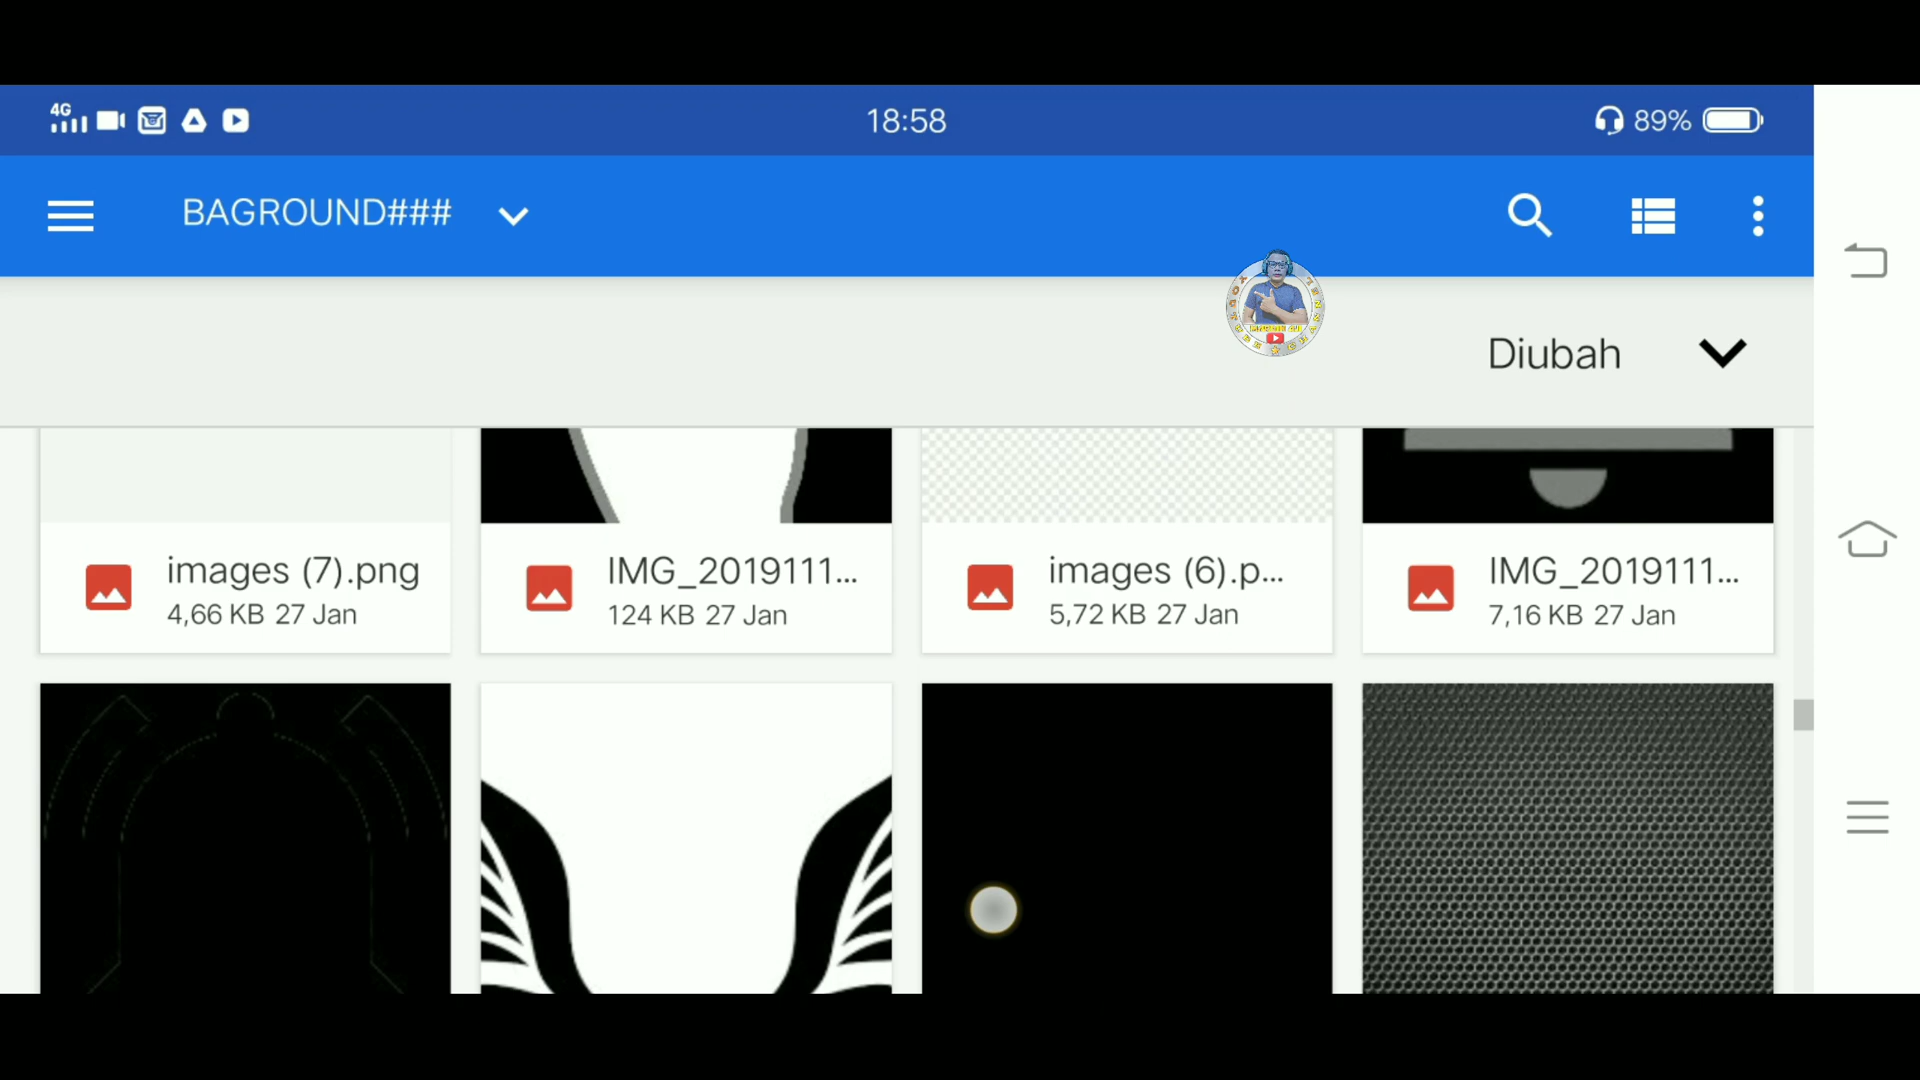 4G
18:58
89%
BAGROUND###
Diubah
images (7).png
4,66 KB 27 Jan
IMG_2019111...
124 KB 27 Jan
images (6).p...
5,72 KB 27 Jan
IMG_2019111...
7,16 KB 27 Jan